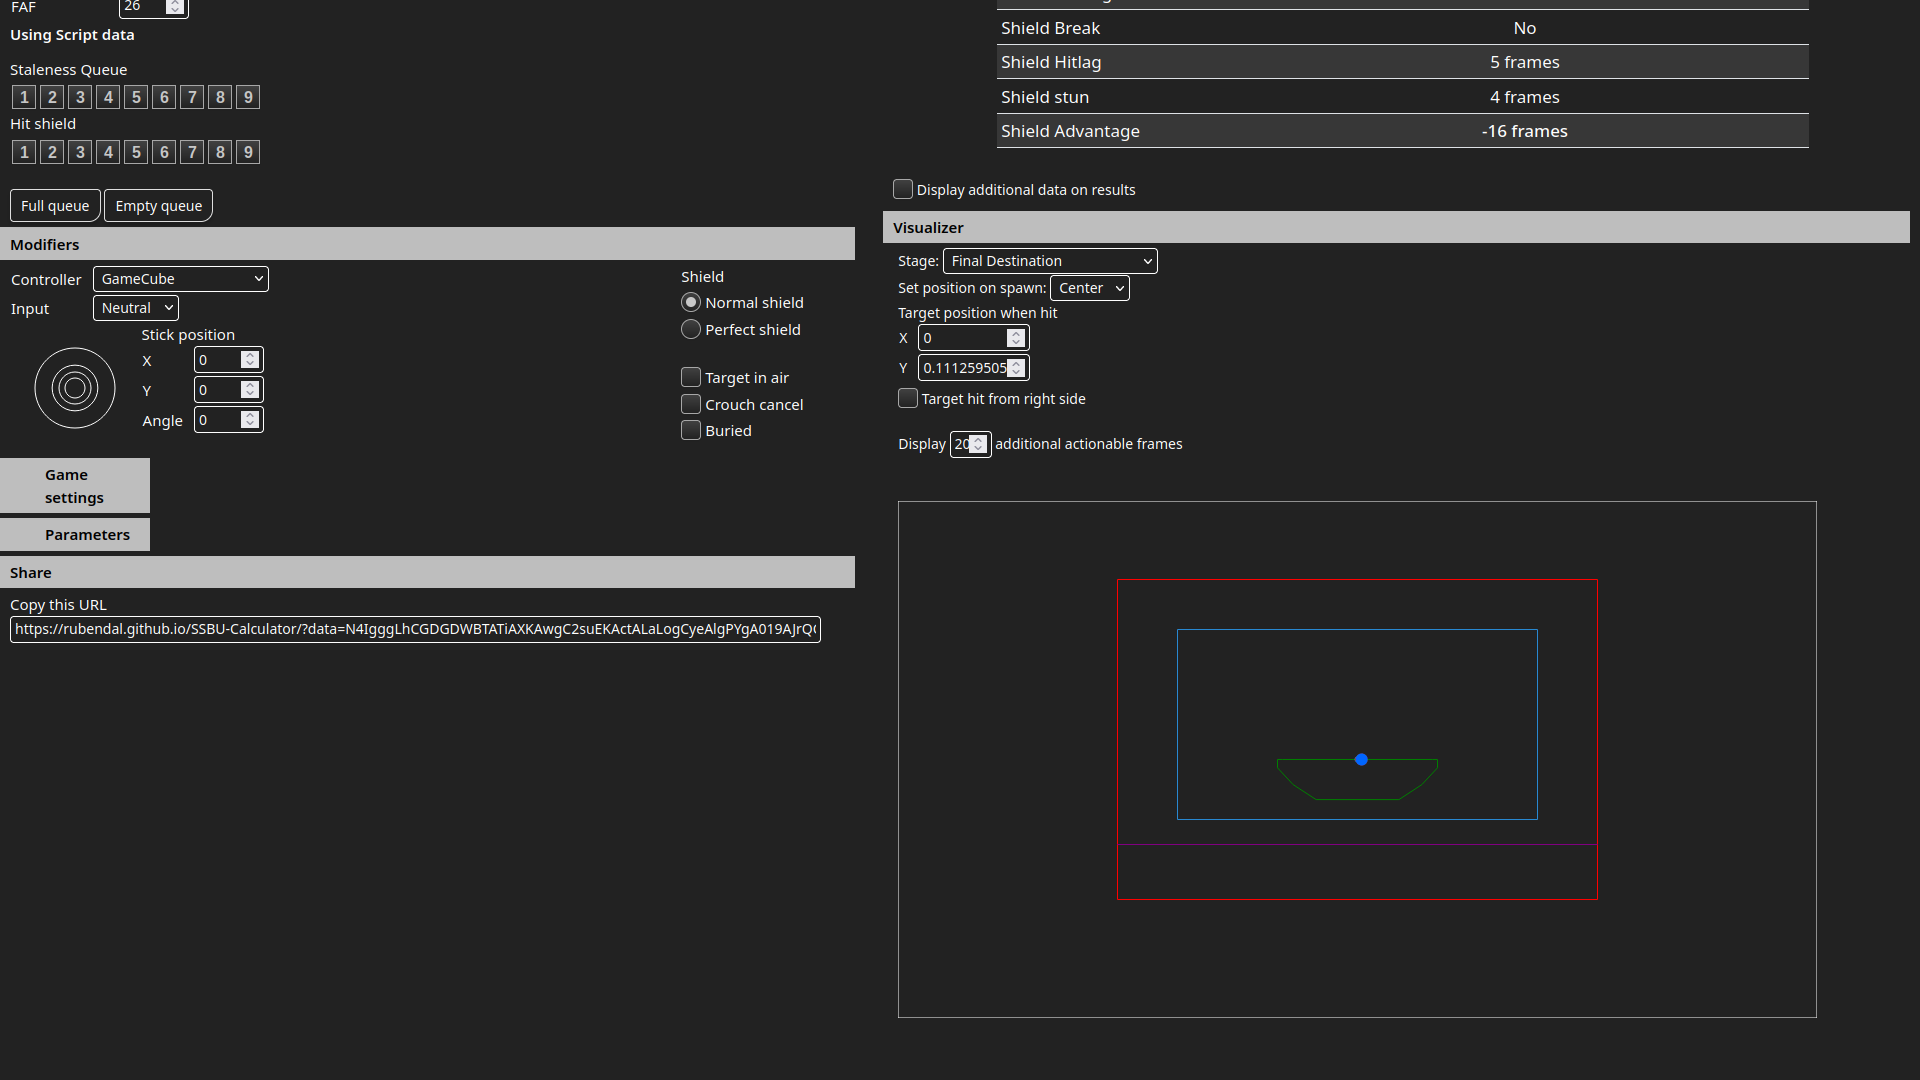 FAF 26
Using Script data
Staleness Queue
1 2 3 4 5 6 7 8 9
Hit shield
1 2 3 4 5 6 7 8 9
Full queue Empty queue
Modifiers
Controller GameCube
Input Neutral
Stick position
X 0
Y 0
Angle 0
Shield
Normal shield
Perfect shield
Target in air
Crouch cancel
Buried
Game
settings
Parameters
Share
Copy this URL
https://rubendal.github.io/SSBU-Calculator/?data=N4IgggLhCGDGDWBTATiAXKAwgC2suEKActALaLogCyeAlgPYgA019AJrQ
Shield Break No
Shield Hitlag 5 frames
Shield stun 4 frames
Shield Advantage -16 frames
Display additional data on results
Visualizer
Stage: Final Destination
Set position on spawn: Center
Target position when hit
X 0
Y 0.111259505
Target hit from right side
Display 20 additional actionable frames